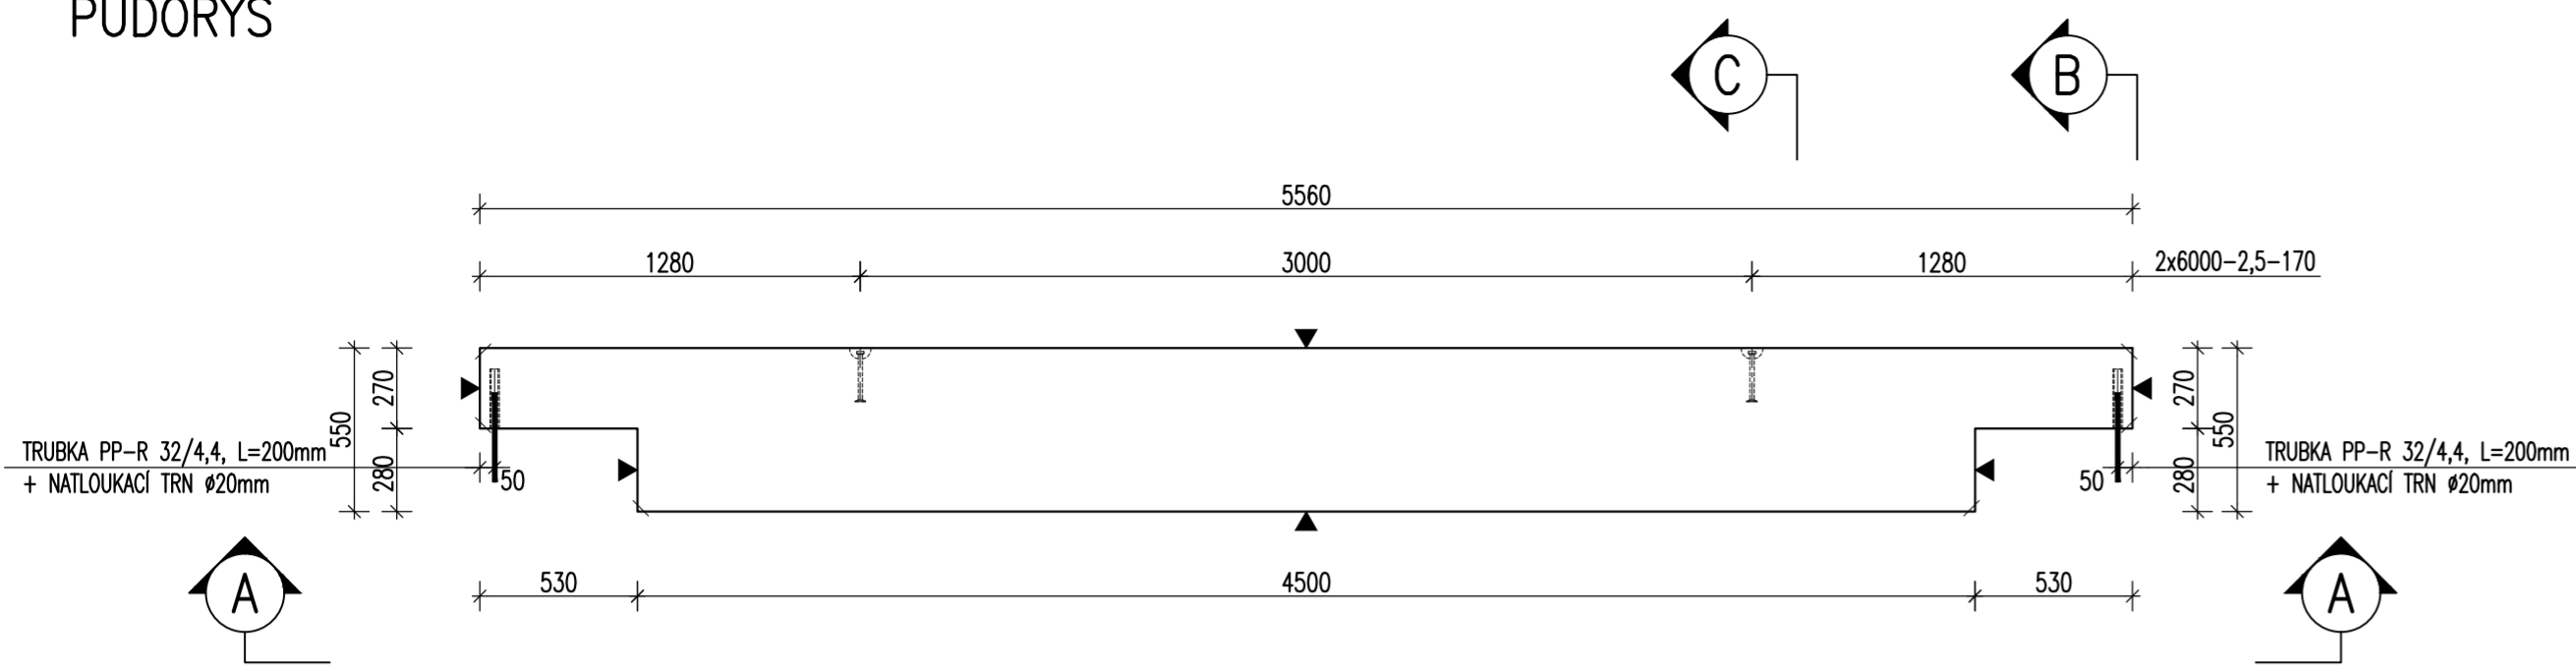 PŮDORYS
C
B
5560
1280
3000
1280
2x6000-2,5-170
550
270
280
TRUBKA PP-R 32/4,4, L=200mm
+ NATLOUKACÍ TRN ø20mm
50
50
270
280
550
TRUBKA PP-R 32/4,4, L=200mm
+ NATLOUKACÍ TRN ø20mm
530
4500
530
A
A